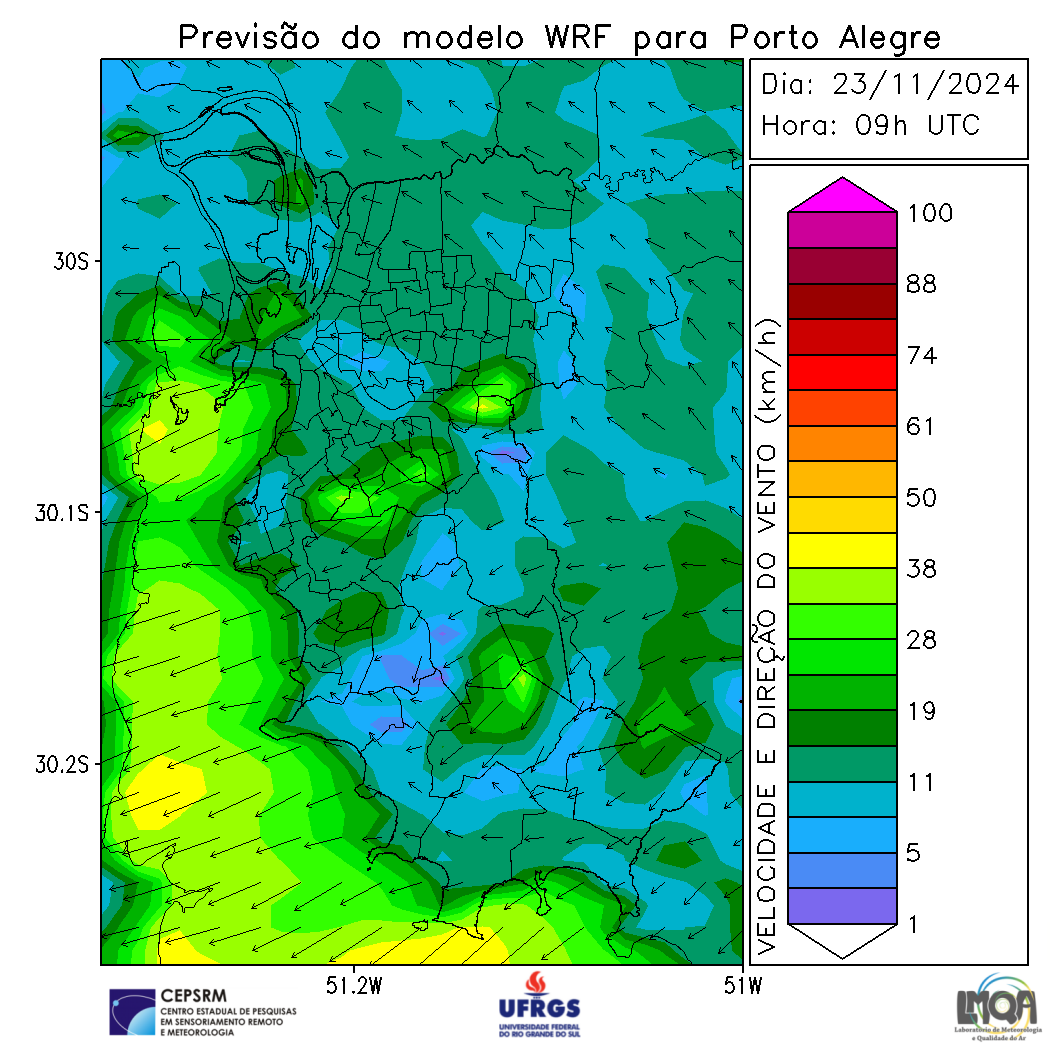 Previsão do modelo WRF para Porto Alegre
Dia: 23/11/2024
Hora: 09h UTC
30S
30.1S
30.2S
51.2W
51W
VELOCIDADE E DIREÇÃO DO VENTO (km/h)
100
88
74
61
50
38
28
19
11
5
1
CEPSRM
CENTRO ESTADUAL DE PESQUISAS
EM SENSORIAMENTO REMOTO
E METEOROLOGIA
UFRGS
UNIVERSIDADE FEDERAL
DO RIO GRANDE DO SUL
LMQA
Laboratório de Meteorologia
e Qualidade do Ar